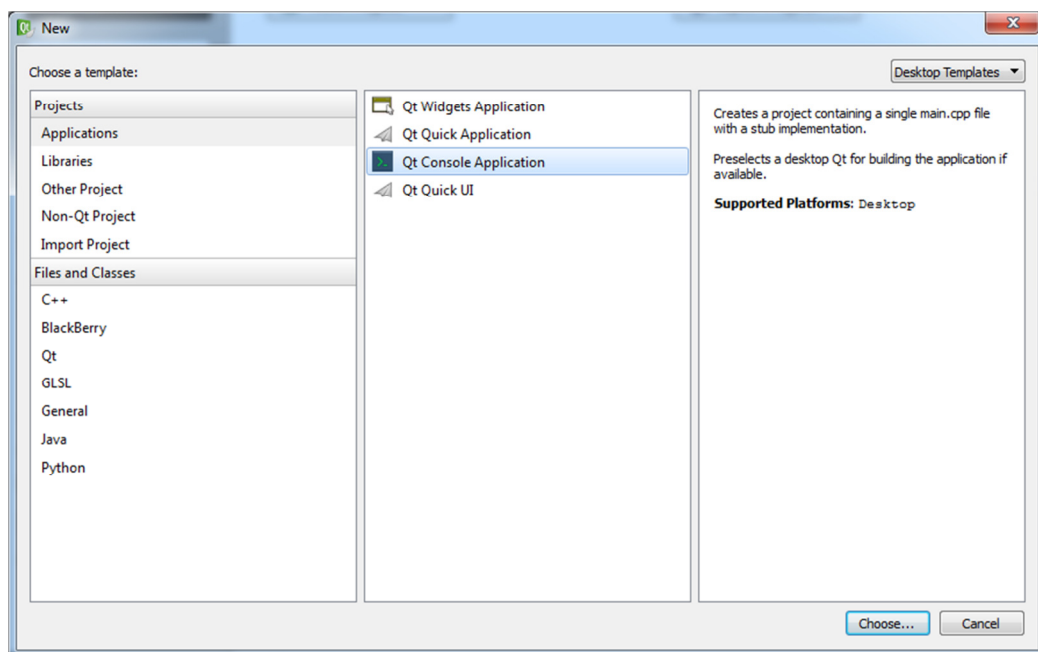 New
Choose a template:
Desktop Templates
Projects
Applications
Libraries
Other Project
Non-Qt Project
Import Project
Files and Classes
C++
BlackBerry
Qt
GLSL
General
Java
Python
Qt Widgets Application
Qt Quick Application
Qt Console Application
Qt Quick UI
Creates a project containing a single main.cpp file
with a stub implementation.
Preselects a desktop Qt for building the application if
available.
Supported Platforms: Desktop
Choose...
Cancel